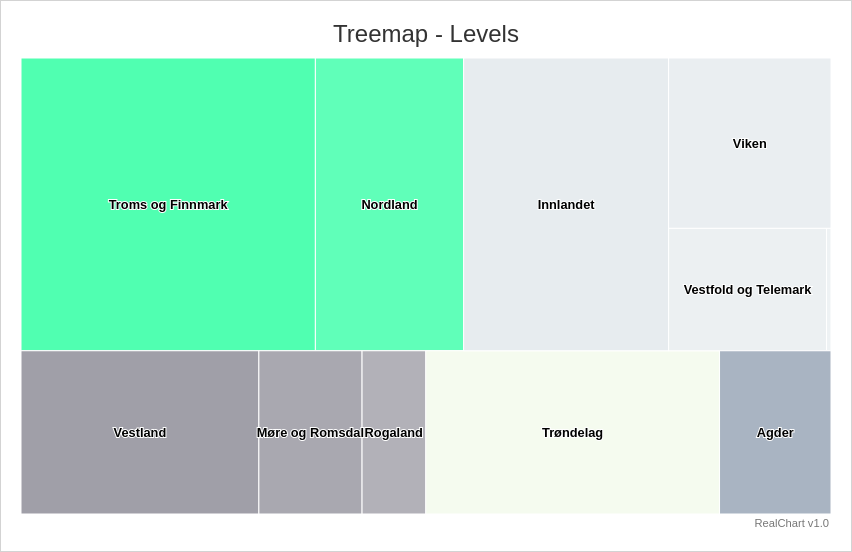 Treemap - Levels
Troms og Finnmark
Nordland
Innlandet
Viken
Vestfold og Telemark
Vestland
Møre og Romsdal
Rogaland
Trøndelag
Agder
RealChart v1.0